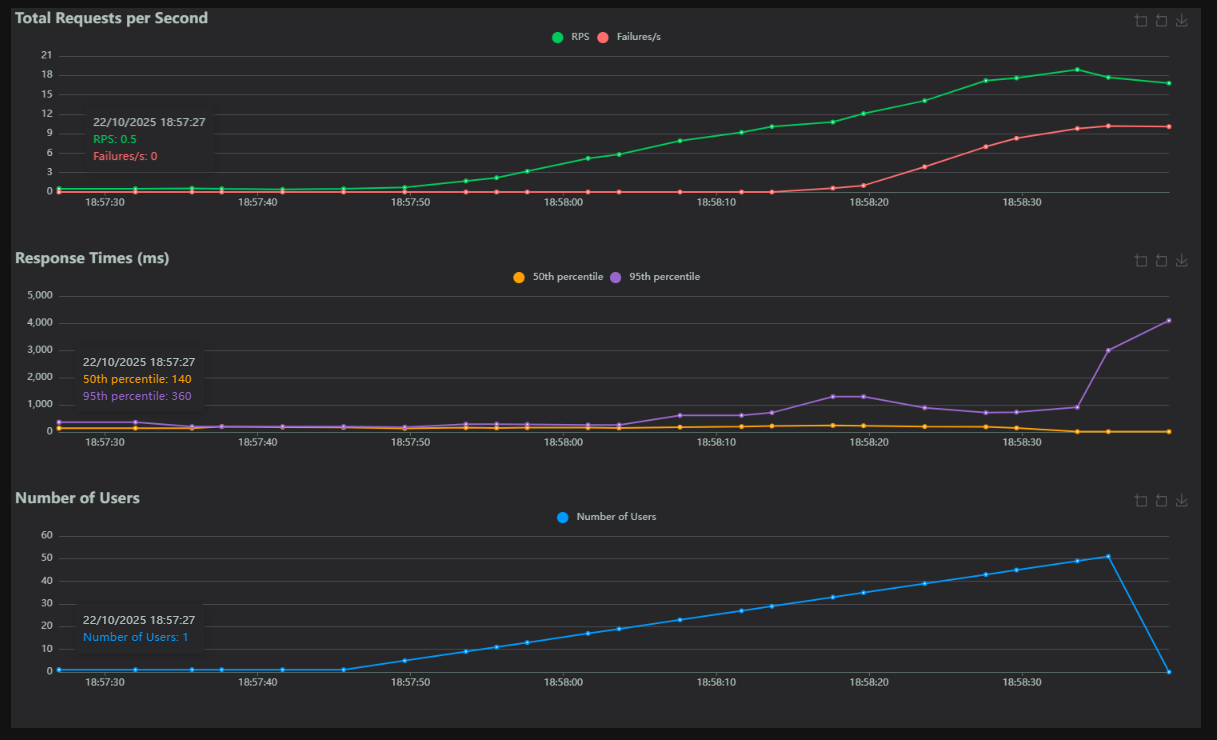 Total Requests per Second
RPS Failures/s
21
18
15
12
9
6
3
0
22/10/2025 18:57:27
RPS: 0.5
Failures/s: 0
18:57:30 18:57:40 18:57:50 18:58:00 18:58:10 18:58:20 18:58:30
Response Times (ms)
50th percentile 95th percentile
5,000
4,000
3,000
2,000
1,000
0
22/10/2025 18:57:27
50th percentile: 140
95th percentile: 360
18:57:30 18:57:40 18:57:50 18:58:00 18:58:10 18:58:20 18:58:30
Number of Users
Number of Users
60
50
40
30
20
10
0
22/10/2025 18:57:27
Number of Users: 1
18:57:30 18:57:40 18:57:50 18:58:00 18:58:10 18:58:20 18:58:30